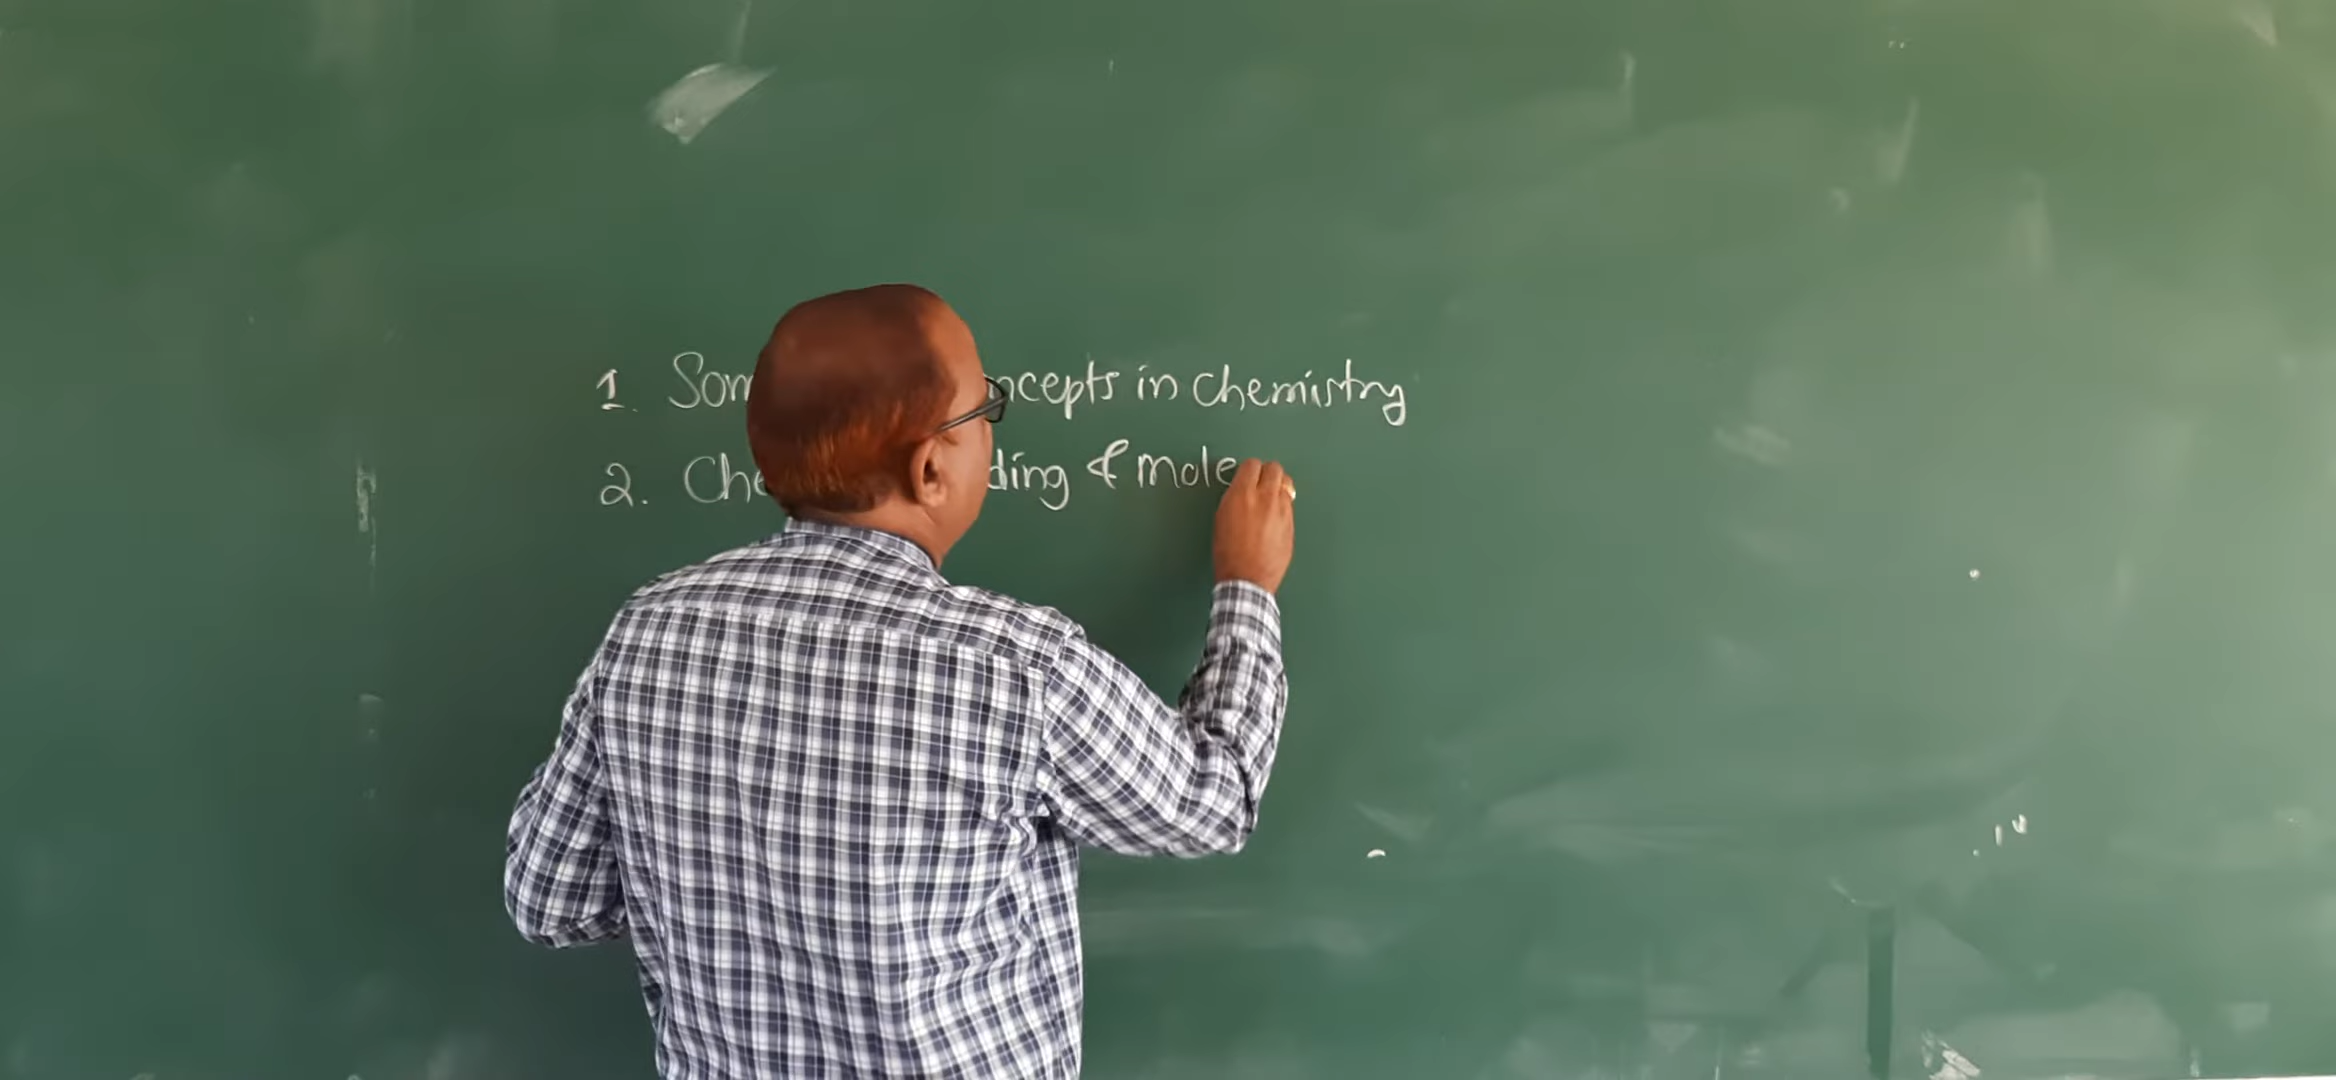 1. Som ncepts in chemistry
2. Che ding & mole